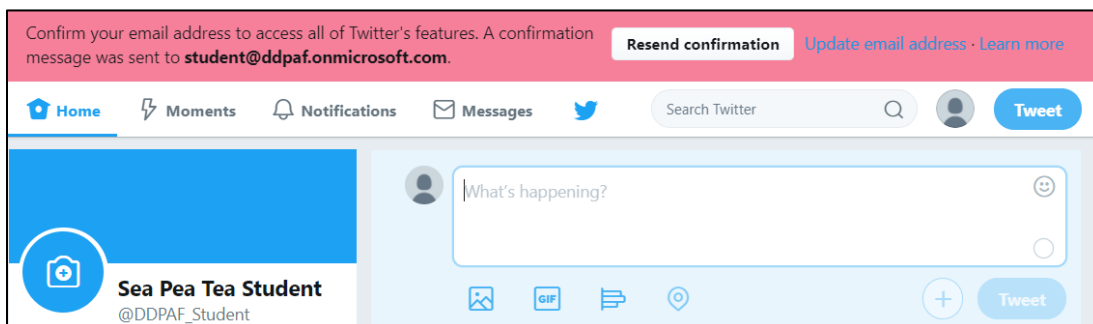 Confirm your email address to access all of Twitter's features. A confirmation
message was sent to student@ddpaf.onmicrosoft.com.
Resend confirmation
Update email address · Learn more
Home
Moments
Notifications
Messages
Search Twitter
Tweet
What's happening?
GIF
Tweet
Sea Pea Tea Student
@DDPAF_Student